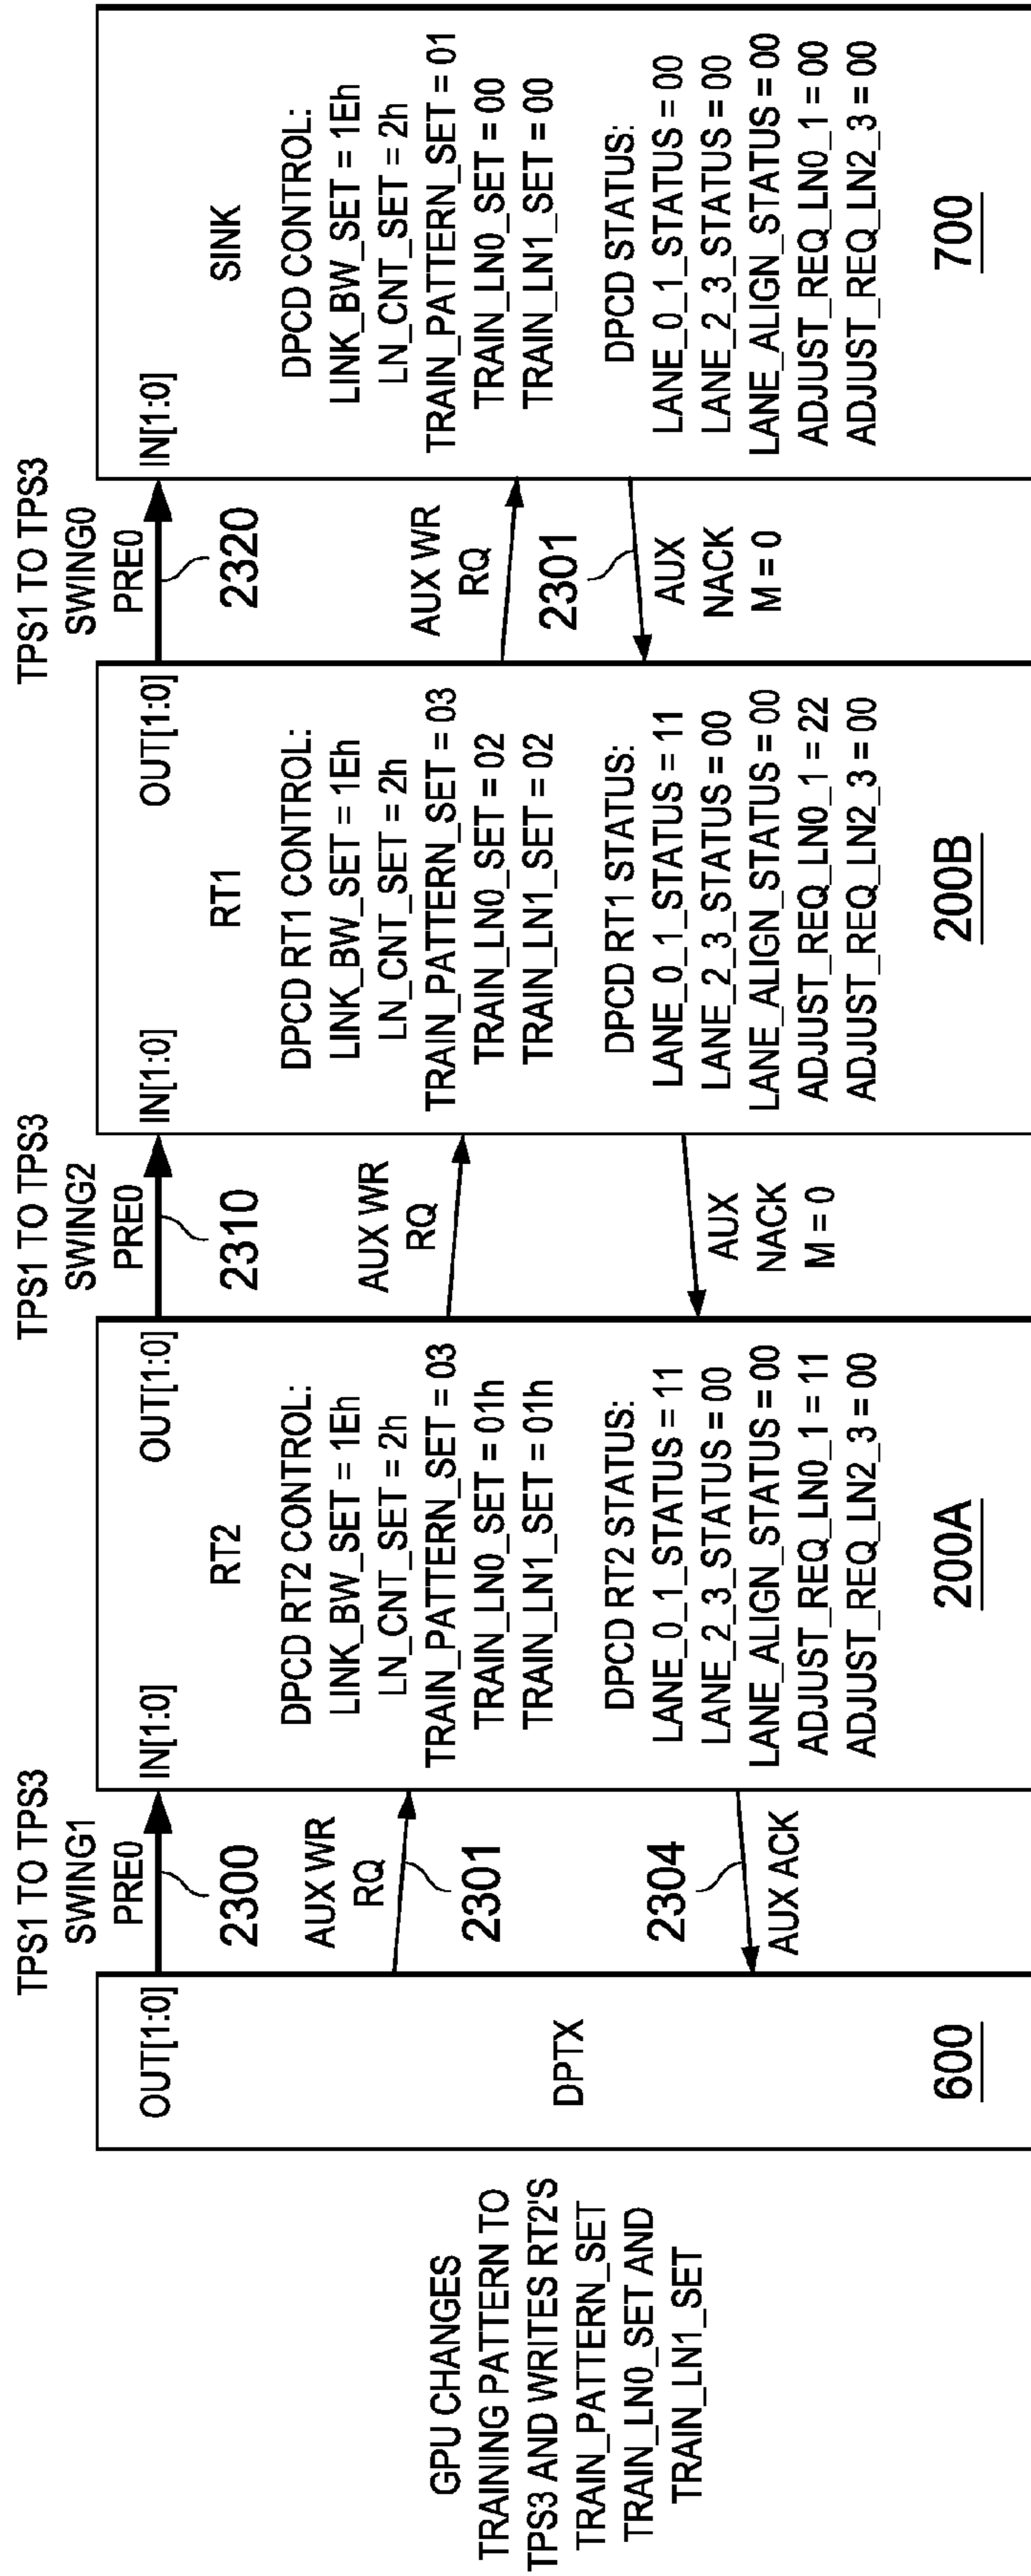 GPU CHANGES
TRAINING PATTERN TO
TPS3 AND WRITES RT2'S
TRAIN_PATTERN_SET
TRAIN_LN0_SET AND
TRAIN_LN1_SET
OUT[1:0]
DPTX
600
TPS1 TO TPS3
SWING1
PRE0
2300
AUX WR
RQ
2301
2304
AUX ACK
IN[1:0]
OUT[1:0]
RT2
DPCD RT2 CONTROL:
LINK_BW_SET = 1Eh
LN_CNT_SET = 2h
TRAIN_PATTERN_SET = 03
TRAIN_LN0_SET = 01h
TRAIN_LN1_SET = 01h
DPCD RT2 STATUS:
LANE_0_1_STATUS = 11
LANE_2_3_STATUS = 00
LANE_ALIGN_STATUS = 00
ADJUST_REQ_LN0_1 = 11
ADJUST_REQ_LN2_3 = 00
200A
TPS1 TO TPS3
SWING2
PRE0
2310
AUX WR
RQ
AUX
NACK
M = 0
IN[1:0]
OUT[1:0]
RT1
DPCD RT1 CONTROL:
LINK_BW_SET = 1Eh
LN_CNT_SET = 2h
TRAIN_PATTERN_SET = 03
TRAIN_LN0_SET = 02
TRAIN_LN1_SET = 02
DPCD RT1 STATUS:
LANE_0_1_STATUS = 11
LANE_2_3_STATUS = 00
LANE_ALIGN_STATUS = 00
ADJUST_REQ_LN0_1 = 22
ADJUST_REQ_LN2_3 = 00
200B
TPS1 TO TPS3
SWING0
PRE0
2320
AUX WR
RQ
2301
AUX
NACK
M = 0
IN[1:0]
SINK
DPCD CONTROL:
LINK_BW_SET = 1Eh
LN_CNT_SET = 2h
TRAIN_PATTERN_SET = 01
TRAIN_LN0_SET = 00
TRAIN_LN1_SET = 00
DPCD STATUS:
LANE_0_1_STATUS = 00
LANE_2_3_STATUS = 00
LANE_ALIGN_STATUS = 00
ADJUST_REQ_LN0_1 = 00
ADJUST_REQ_LN2_3 = 00
700